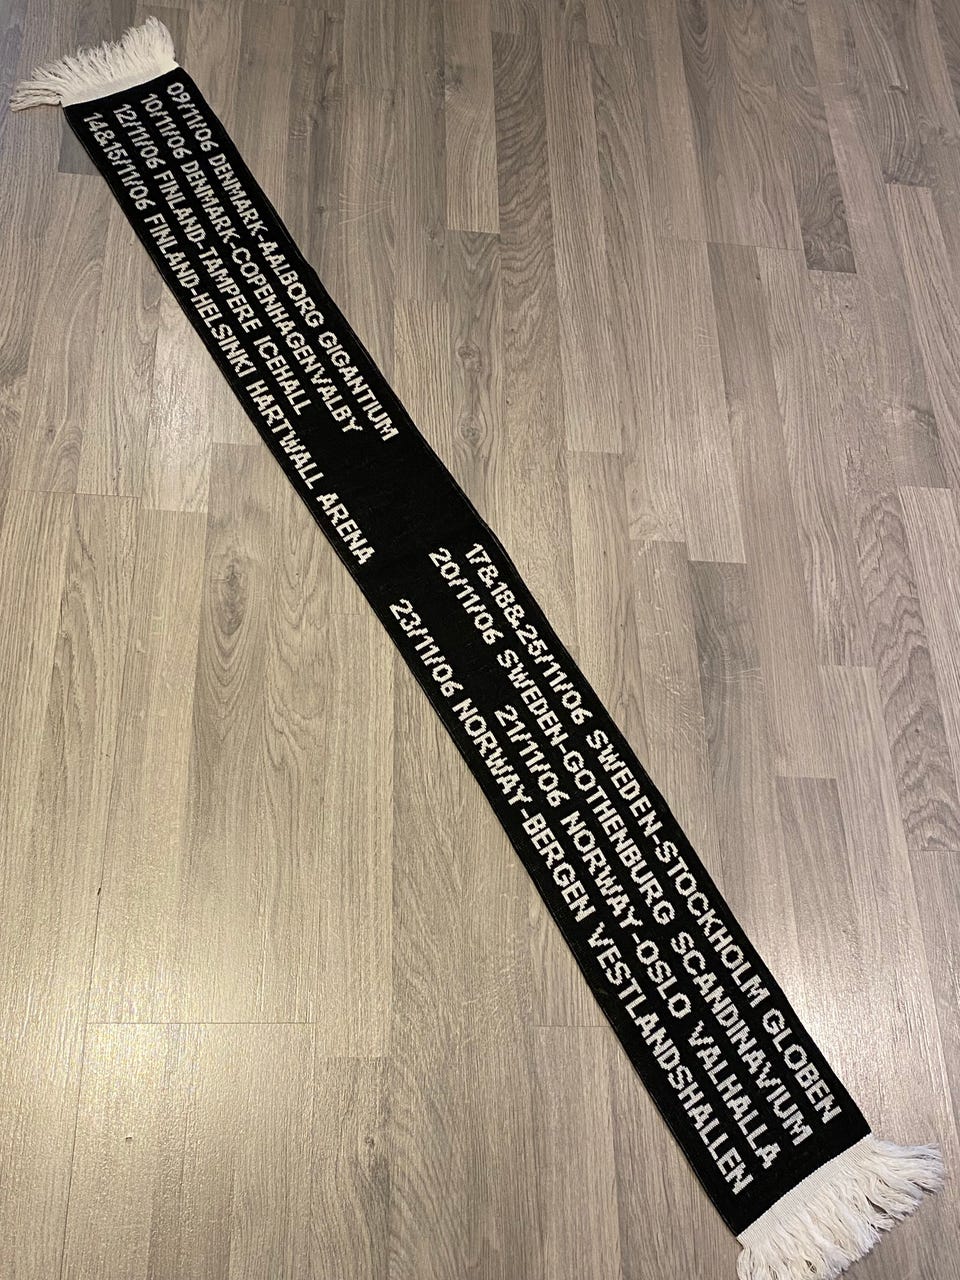 09/11/06 DENMARK-AALBORG GIGANTIUM
10/11/06 DENMARK-COPENHAGENVALBY
12/11/06 FINLAND-TAMPERE ICEHALL
14&15/11/06 FINLAND-HELSINKI HARTWALL ARENA
17&18&25/11/06 SWEDEN-STOCKHOLM GLOBEN
20/11/06 SWEDEN-GOTHENBURG SCANDINAVIUM
21/11/06 NORWAY-OSLO VALHALLA
23/11/06 NORWAY-BERGEN VESTLANDSHALLEN